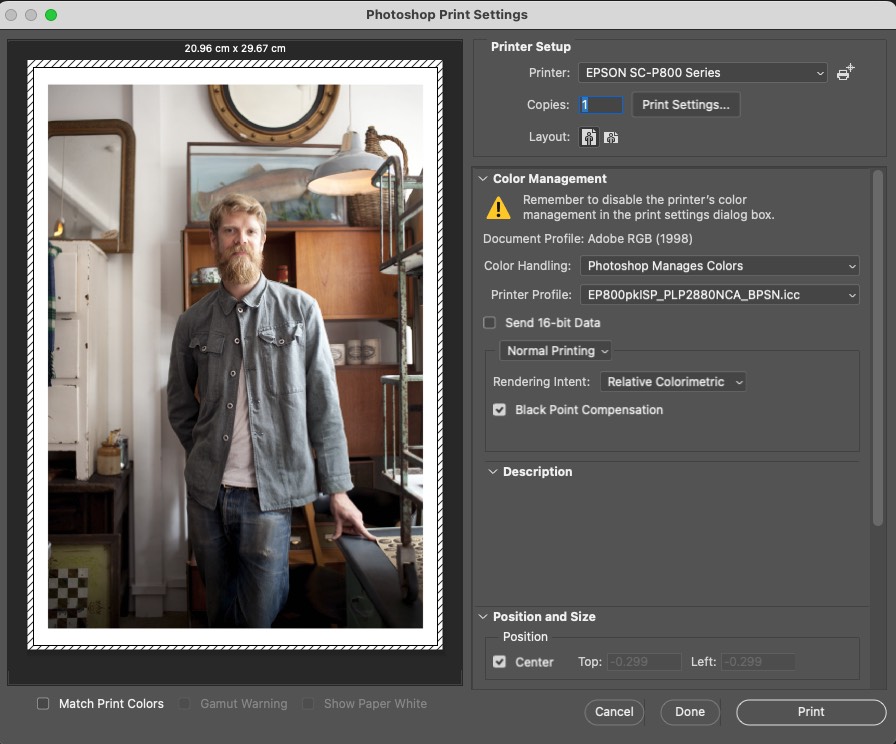 Photoshop Print Settings
20.96 cm x 29.67 cm
Printer Setup
Printer: EPSON SC-P800 Series
Copies: 1 Print Settings...
Layout:
Color Management
Remember to disable the printer's color
management in the print settings dialog box.
Document Profile: Adobe RGB (1998)
Color Handling: Photoshop Manages Colors
Printer Profile: EP800pklSP_PLP2880NCA_BPSN.icc
Send 16-bit Data
Normal Printing
Rendering Intent: Relative Colorimetric
Black Point Compensation
Description
Position and Size
Position
Center Top: -0.299 Left: -0.299
Match Print Colors Gamut Warning Show Paper White
Cancel Done Print